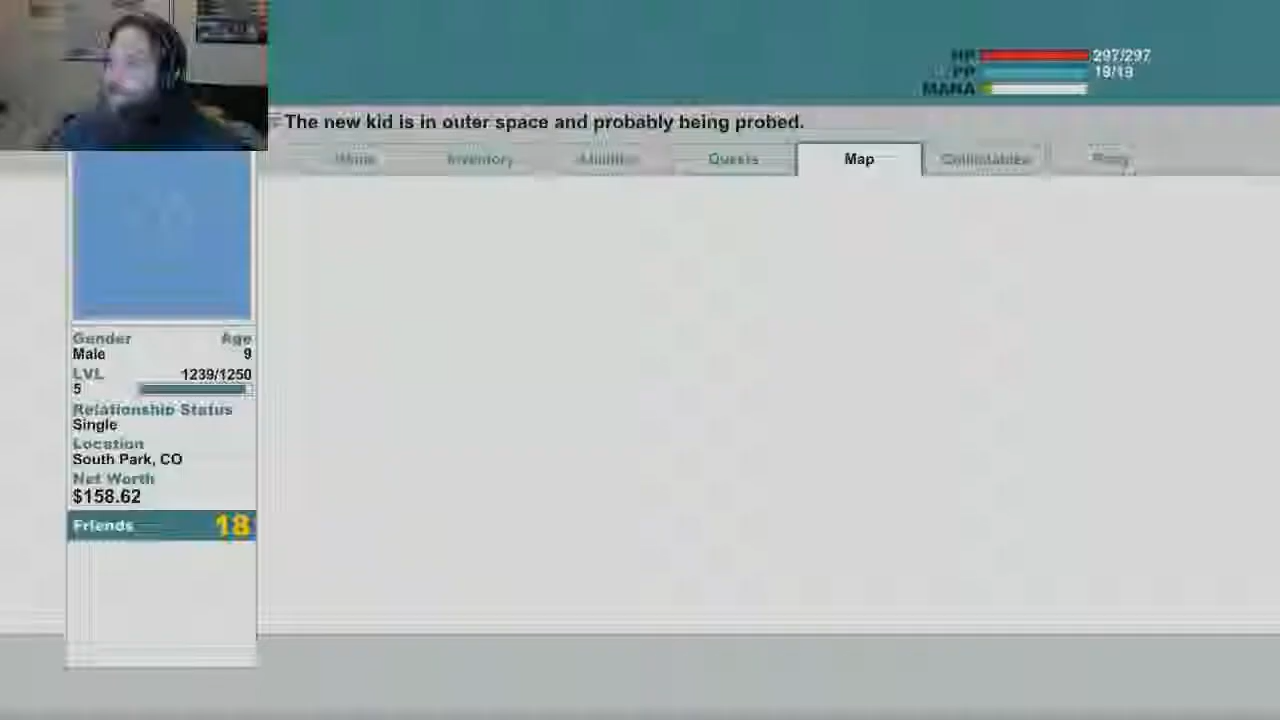 HP 297/297
PP 19/19
MANA
The new kid is in outer space and probably being probed.
Inventory Abilities Quests Map Collectables
Gender Age
Male 9
LVL 1239/1250
5
Relationship Status
Single
Location
South Park, CO
Net Worth
$158.62
Friends 18